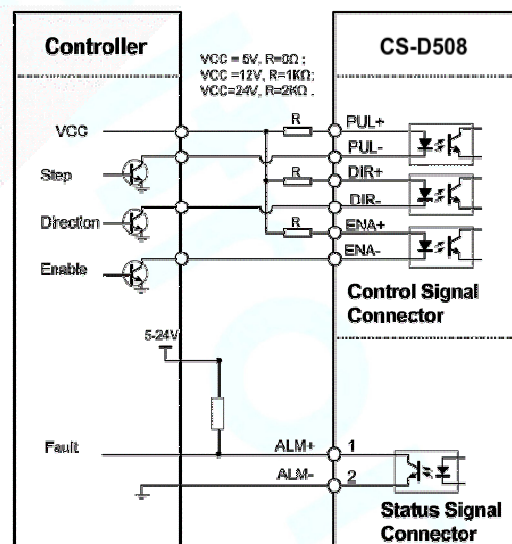 Controller
CS-D508
VCC = 5V, R=0Ω ;
VCC =12V, R=1KΩ;
VCC=24V, R=2KΩ .
VCC
R
PUL+
PUL-
Step
R
DIR+
DIR-
Direction
R
ENA+
ENA-
Enable
Control Signal
Connector
5-24V
Fault
ALM+
1
ALM-
2
Status Signal
Connector